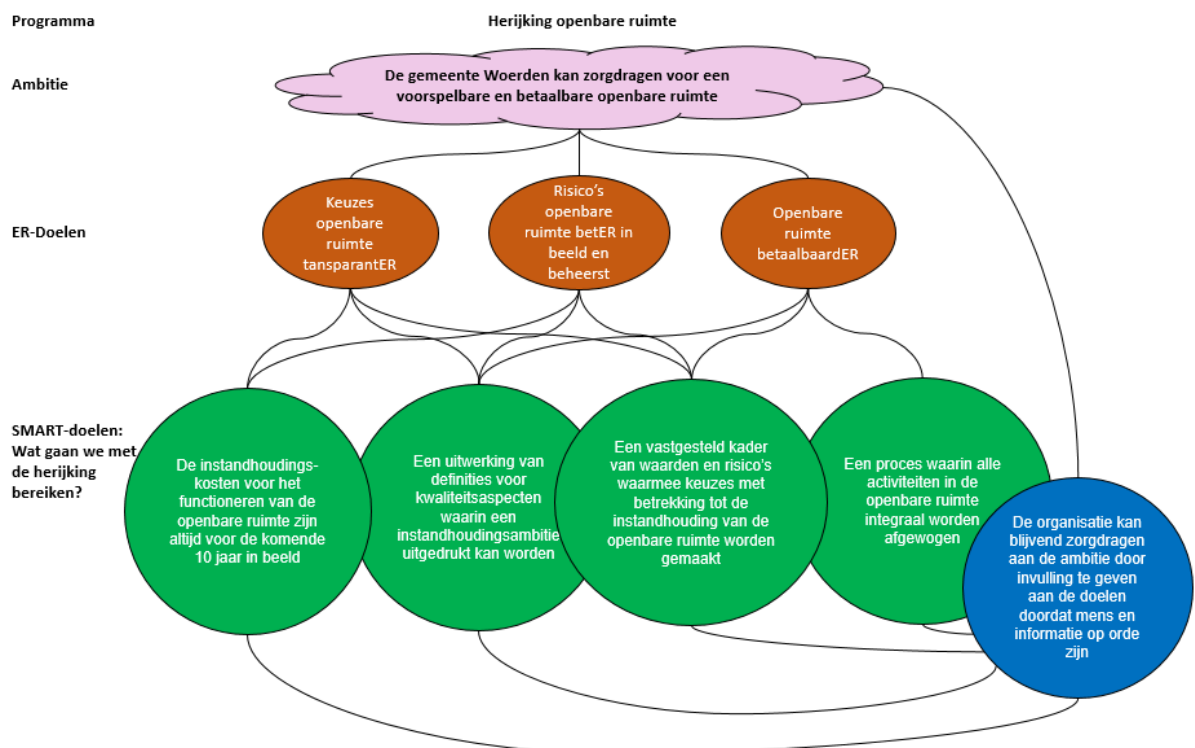 Programma
Herijking openbare ruimte
Ambitie
De gemeente Woerden kan zorgdragen voor een
voorspelbare en betaalbare openbare ruimte
ER-Doelen
Keuzes
openbare
ruimte
tansparantER
Risico's
openbare
ruimte betER in
beeld en
beheerst
Openbare
ruimte
betaalbaardER
SMART-doelen:
Wat gaan we met
de herijking
bereiken?
De instandhoudings-
kosten voor het
functioneren van de
openbare ruimte zijn
altijd voor de komende
10 jaar in beeld
Een uitwerking van
definities voor
kwaliteitsaspecten
waarin een
instandhoudingsambitie
uitgedrukt kan worden
Een vastgesteld kader
van waarden en risico's
waarmee keuzes met
betrekking tot de
instandhouding van de
openbare ruimte worden
gemaakt
Een proces waarin alle
activiteiten in de
openbare ruimte
integraal worden
afgewogen
De organisatie kan
blijvend zorgdragen
aan de ambitie door
invulling te geven
aan de doelen
doordat mens en
informatie op orde
zijn